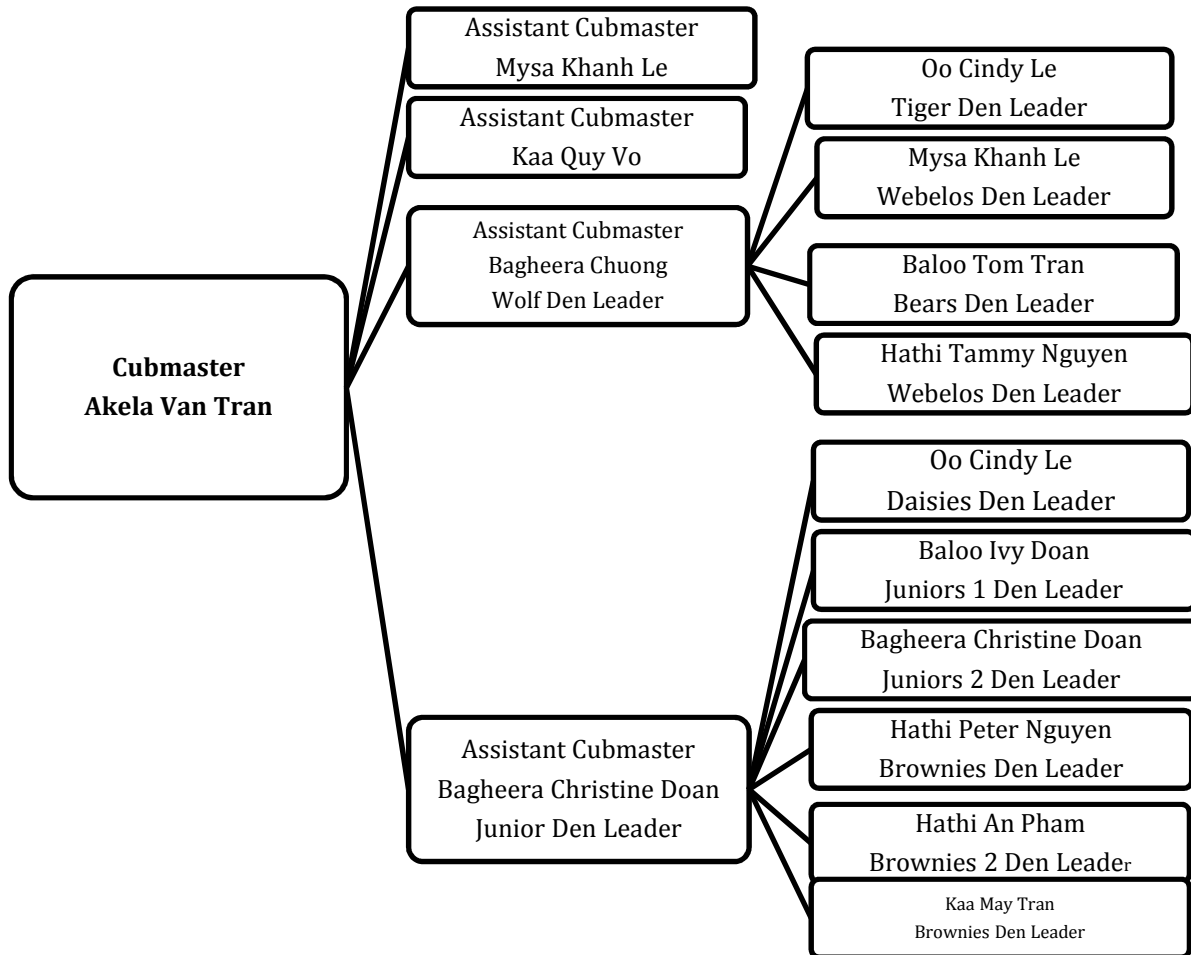 Assistant Cubmaster
Mysa Khanh Le
Assistant Cubmaster
Kaa Quy Vo
Assistant Cubmaster
Bagheera Chuong
Wolf Den Leader
Cubmaster
Akela Van Tran
Assistant Cubmaster
Bagheera Christine Doan
Junior Den Leader
Oo Cindy Le
Tiger Den Leader
Mysa Khanh Le
Webelos Den Leader
Baloo Tom Tran
Bears Den Leader
Hathi Tammy Nguyen
Webelos Den Leader
Oo Cindy Le
Daisies Den Leader
Baloo Ivy Doan
Juniors 1 Den Leader
Bagheera Christine Doan
Juniors 2 Den Leader
Hathi Peter Nguyen
Brownies Den Leader
Hathi An Pham
Brownies 2 Den Leader
Kaa May Tran
Brownies Den Leader